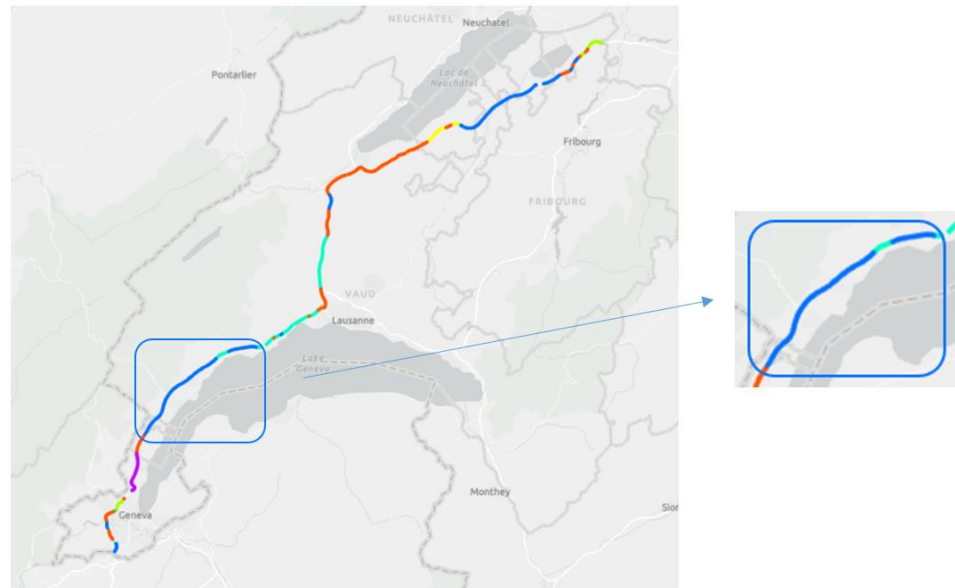 NEUCHÂTEL
Neuchatel
Pontarlier
Lac de
Neuchâtel
Fribourg
FRIBOURG
VAUD
Lausanne
Lake
Geneva
Monthey
Geneva
Sion